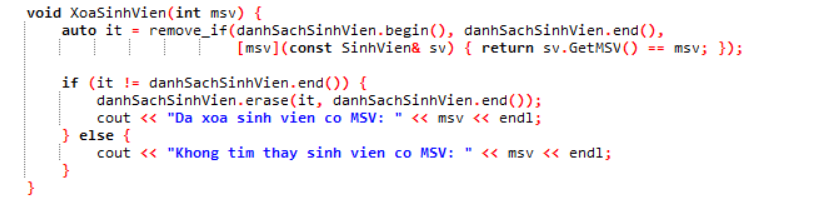 void XoaSinhVien(int msv) {
auto it = remove_if(danhSachSinhVien.begin(), danhSachSinhVien.end(),
[msv](const SinhVien& sv) { return sv.GetMSV() == msv; });
if (it != danhSachSinhVien.end()) {
danhSachSinhVien.erase(it, danhSachSinhVien.end());
cout << "Da xoa sinh vien co MSV: " << msv << endl;
} else {
cout << "Khong tim thay sinh vien co MSV: " << msv << endl;
}
}